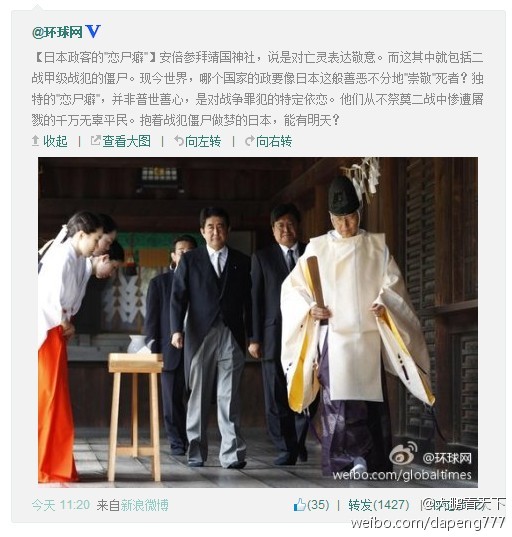 @环球网V
【日本政客的"恋尸癖"】安倍参拜靖国神社，说是对亡灵表达敬意。而这其中就包括二
战甲级战犯的僵尸。现今世界，哪个国家的政要像日本这般善恶不分地"崇敬"死者？独
特的"恋尸癖"，并非普世善心，是对战争罪犯的特定依恋。他们从不祭奠二战中惨遭屠
戮的千万无辜平民。抱着战犯僵尸做梦的日本，能有明天？
收起 | 查看大图 | 向左转 | 向右转
@环球网
weibo.com/globaltimes
今天 11:20 来自新浪微博
(35) | 转发(1427) |
weibo.com/dapeng777